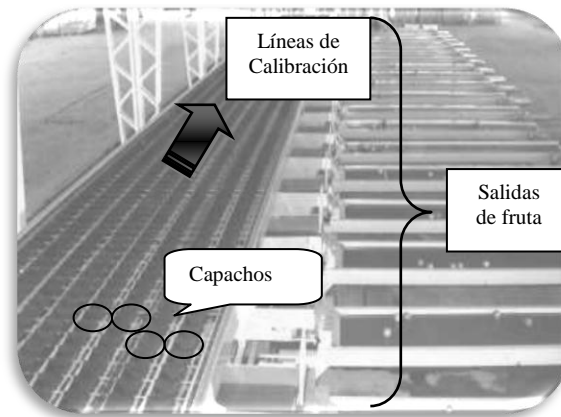 Líneas de
Calibración
Salidas
de fruta
Capachos